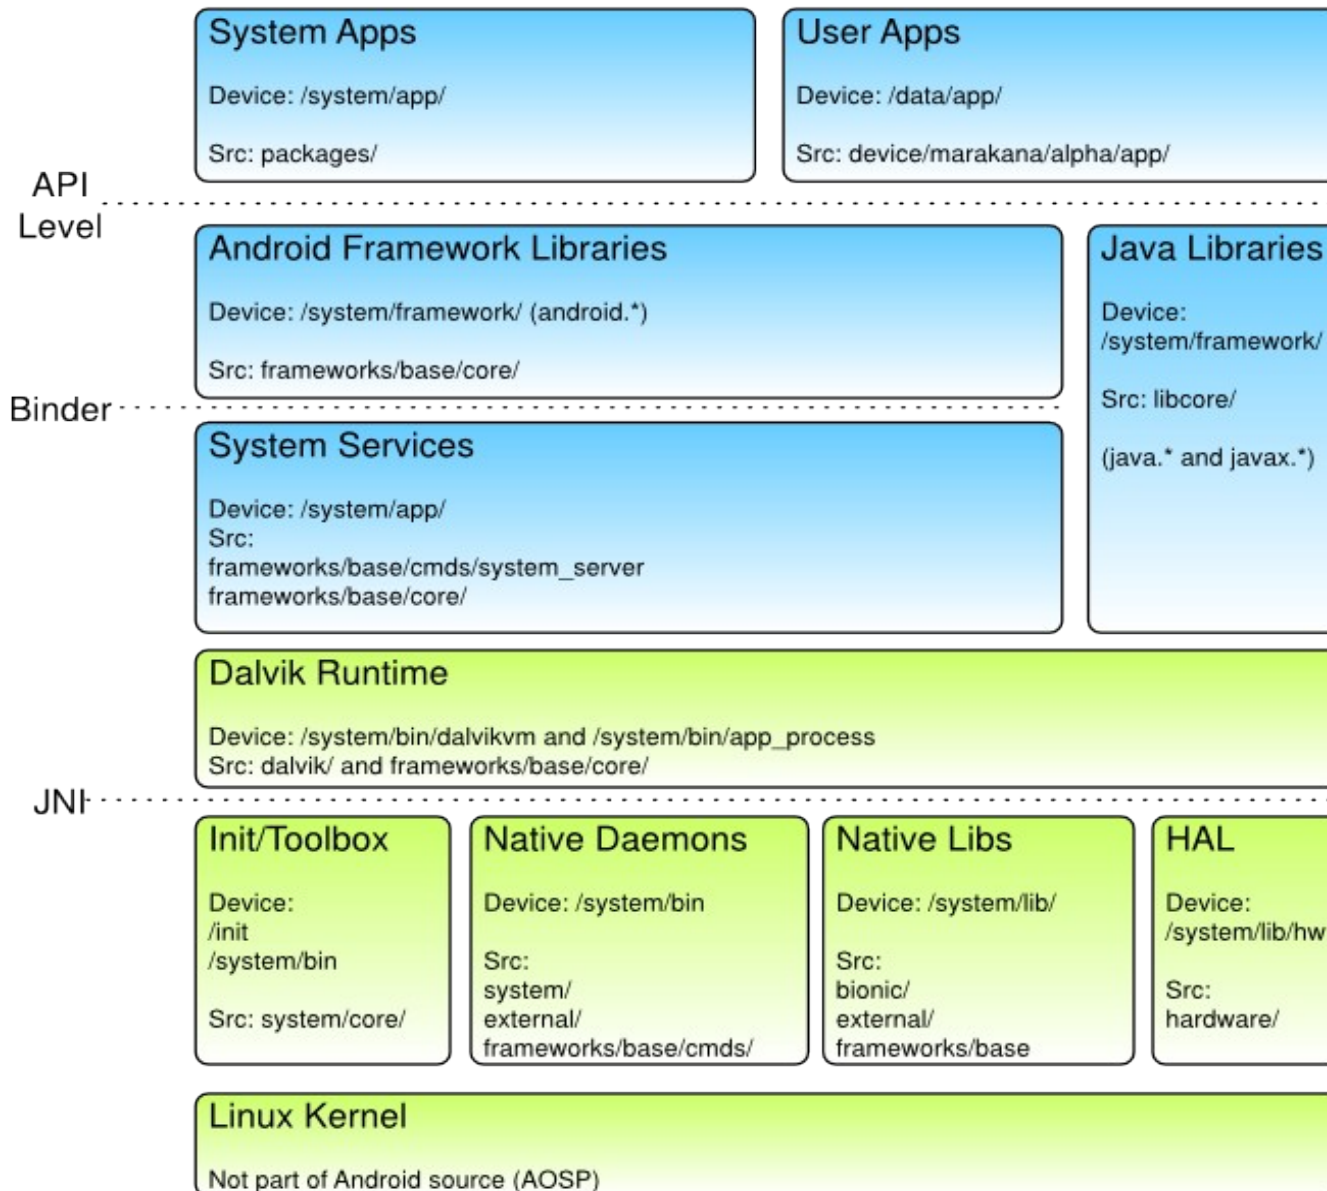 System Apps
Device: /system/app/
Src: packages/
User Apps
Device: /data/app/
Src: device/marakana/alpha/app/
API
Level
Android Framework Libraries
Device: /system/framework/ (android.*)
Src: frameworks/base/core/
Java Libraries
Device:
/system/framework/
Src: libcore/
(java.* and javax.*)
Binder
System Services
Device: /system/app/
Src:
frameworks/base/cmds/system_server
frameworks/base/core/
Dalvik Runtime
Device: /system/bin/dalvikvm and /system/bin/app_process
Src: dalvik/ and frameworks/base/core/
JNI
Init/Toolbox
Device:
/init
/system/bin
Src: system/core/
Native Daemons
Device: /system/bin
Src:
system/
external/
frameworks/base/cmds/
Native Libs
Device: /system/lib/
Src:
bionic/
external/
frameworks/base
HAL
Device:
/system/lib/hw
Src:
hardware/
Linux Kernel
Not part of Android source (AOSP)